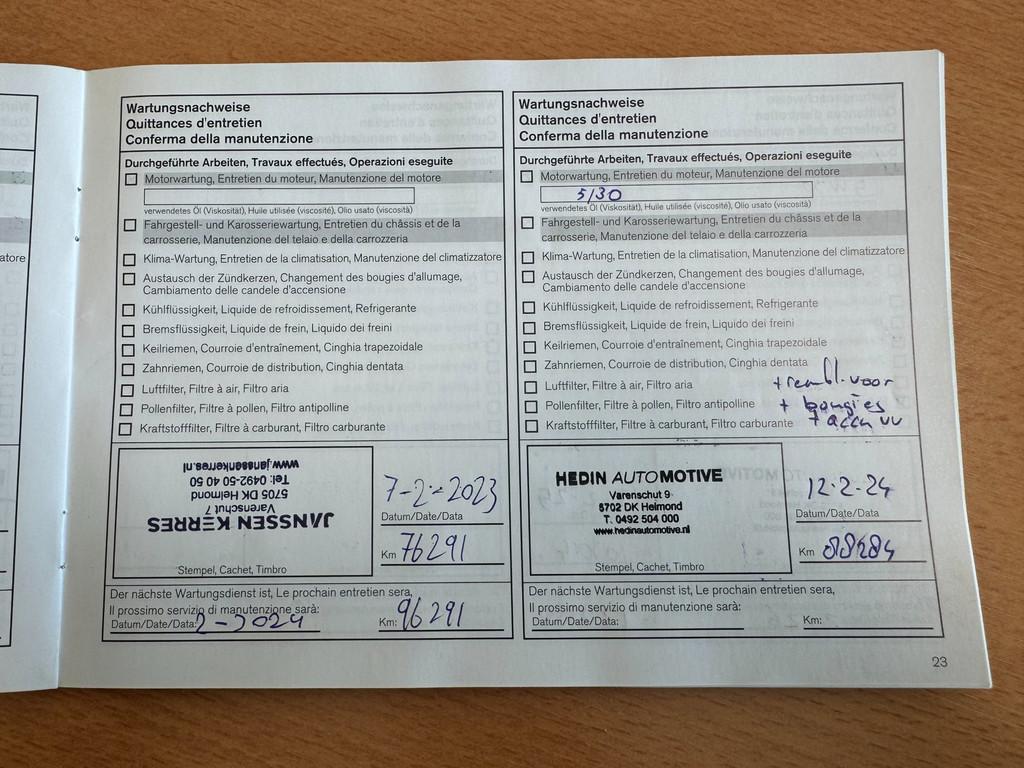 atore
Wartungsnachweise
Quittances d'entretien
Conferma della manutenzione
Durchgeführte Arbeiten, Travaux effectués, Operazioni eseguite
Motorwartung, Entretien du moteur, Manutenzione del motore
verwendetes Öl (Viskosität), Huile utilisée (viscosité), Olio usato (viscosità)
Fahrgestell- und Karosseriewartung, Entretien du châssis et de la
carrosserie, Manutenzione del telaio e della carrozzeria
Klima-Wartung, Entretien de la climatisation, Manutenzione del climatizzatore
Austausch der Zündkerzen, Changement des bougies d'allumage,
Cambiamento delle candele d'accensione
Kühlflüssigkeit, Liquide de refroidissement, Refrigerante
Bremsflüssigkeit, Liquide de frein, Liquido dei freini
Keilriemen, Courroie d'entraînement, Cinghia trapezoidale
Zahnriemen, Courroie de distribution, Cinghia dentata
Luftfilter, Filtre à air, Filtro aria
Pollenfilter, Filtre à pollen, Filtro antipolline
Kraftstofffilter, Filtre à carburant, Filtro carburante
JANSSEN KERRES
Varenschut 7
5705 DK Helmond
Tel: 0492-50 40 50
www.janssenkerres.nl
Stempel, Cachet, Timbro
7-2-2023
Datum/Date/Data
Km 76291
Der nächste Wartungsdienst ist, Le prochain entretien sera,
Il prossimo servizio di manutenzione sarà:
Datum/Date/Data: 2-2024
Km: 96291
Wartungsnachweise
Quittances d'entretien
Conferma della manutenzione
Durchgeführte Arbeiten, Travaux effectués, Operazioni eseguite
Motorwartung, Entretien du moteur, Manutenzione del motore
5/30
verwendetes Öl (Viskosität), Huile utilisée (viscosité), Olio usato (viscosità)
Fahrgestell- und Karosseriewartung, Entretien du châssis et de la
carrosserie, Manutenzione del telaio e della carrozzeria
Klima-Wartung, Entretien de la climatisation, Manutenzione del climatizzatore
Austausch der Zündkerzen, Changement des bougies d'allumage,
Cambiamento delle candele d'accensione
Kühlflüssigkeit, Liquide de refroidissement, Refrigerante
Bremsflüssigkeit, Liquide de frein, Liquido dei freini
Keilriemen, Courroie d'entraînement, Cinghia trapezoidale
Zahnriemen, Courroie de distribution, Cinghia dentata
Luftfilter, Filtre à air, Filtro aria
+ rembl. voor
Pollenfilter, Filtre à pollen, Filtro antipolline
+ bougies
Kraftstofffilter, Filtre à carburant, Filtro carburante
+ accu vv
HEDIN AUTOMOTIVE
Varenschut 9
5702 DK Helmond
T. 0492 504 000
www.hedinautomotive.nl
Stempel, Cachet, Timbro
12-2-24
Datum/Date/Data
Km
Der nächste Wartungsdienst ist, Le prochain entretien sera,
Il prossimo servizio di manutenzione sarà:
Datum/Date/Data:
Km:
23